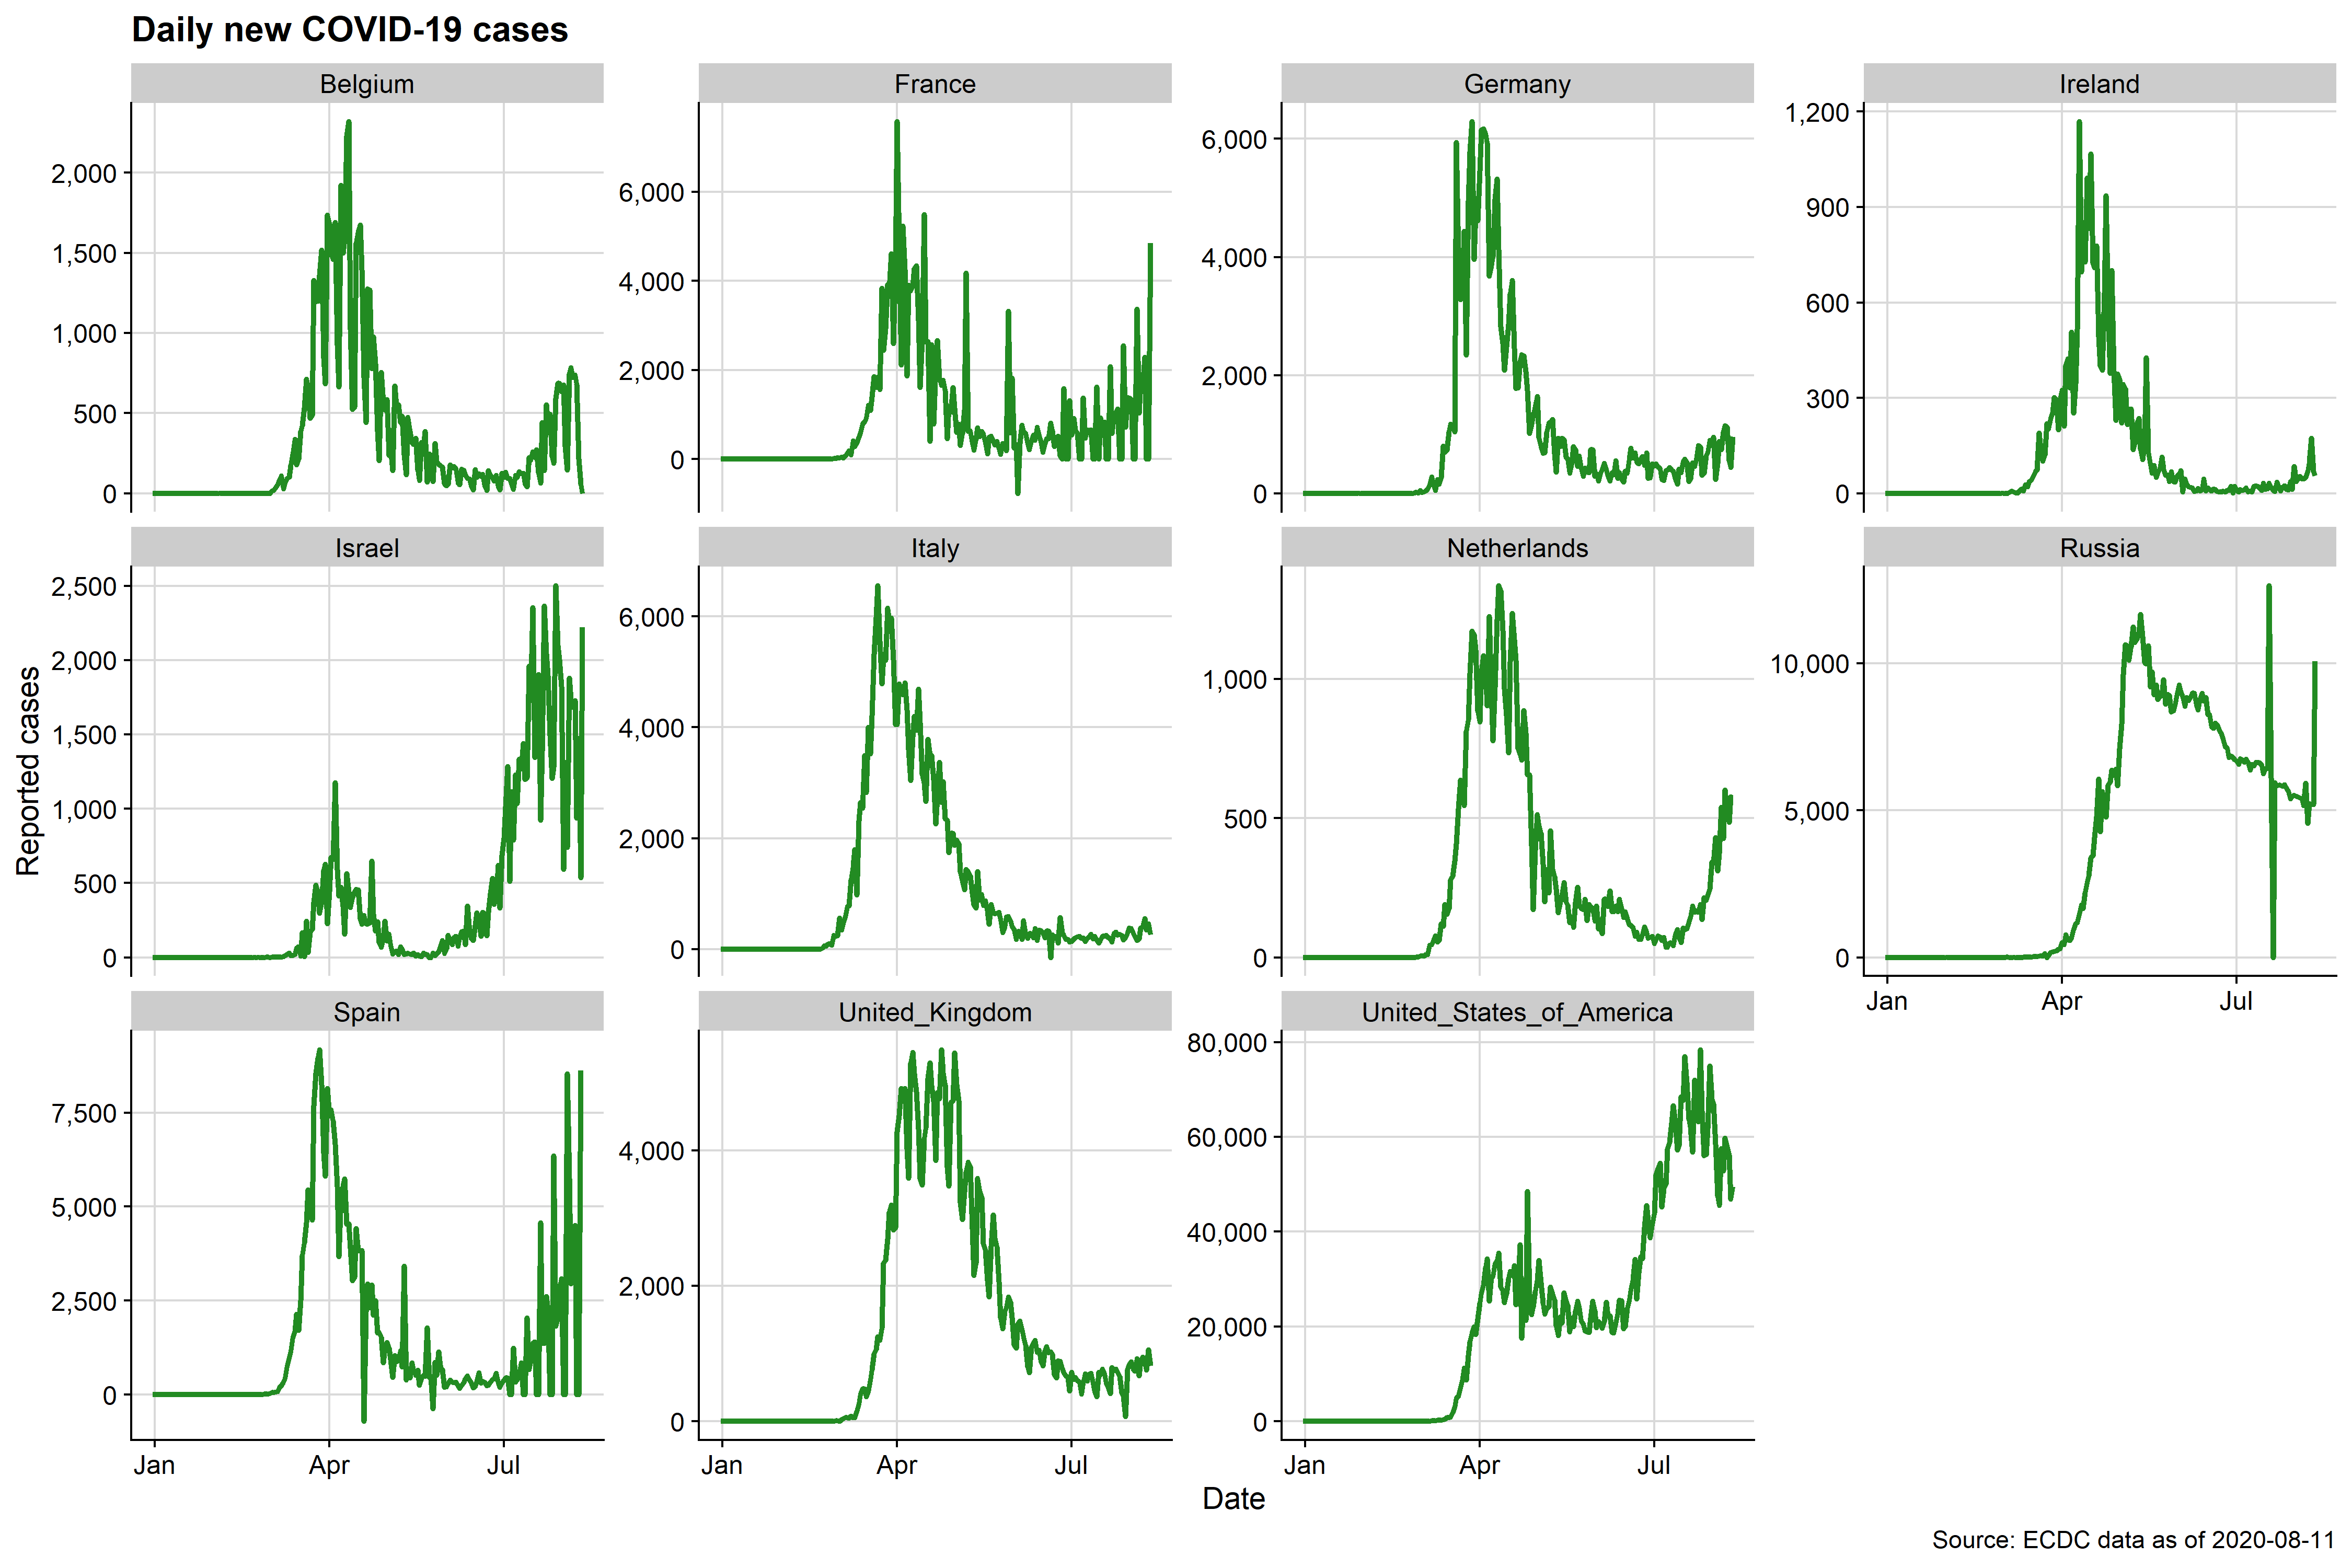 Daily new COVID-19 cases
Belgium
France
Germany
Ireland
2,000
1,500
1,000
500
0
6,000
4,000
2,000
0
6,000
4,000
2,000
0
1,200
900
600
300
0
Israel
Italy
Netherlands
Russia
Reported cases
2,500
2,000
1,500
1,000
500
0
6,000
4,000
2,000
0
1,000
500
0
10,000
5,000
0
Jan Apr Jul
Spain
United_Kingdom
United_States_of_America
7,500
5,000
2,500
0
4,000
2,000
0
80,000
60,000
40,000
20,000
0
Jan Apr Jul
Jan Apr Jul
Jan Apr Jul
Date
Source: ECDC data as of 2020-08-11